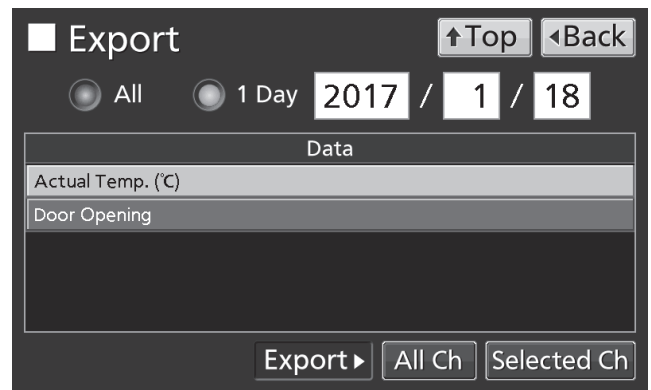 Export ↑Top ◂Back
All 1 Day 2017 / 1 / 18
Data
Actual Temp. (℃)
Door Opening
Export▸ All Ch Selected Ch